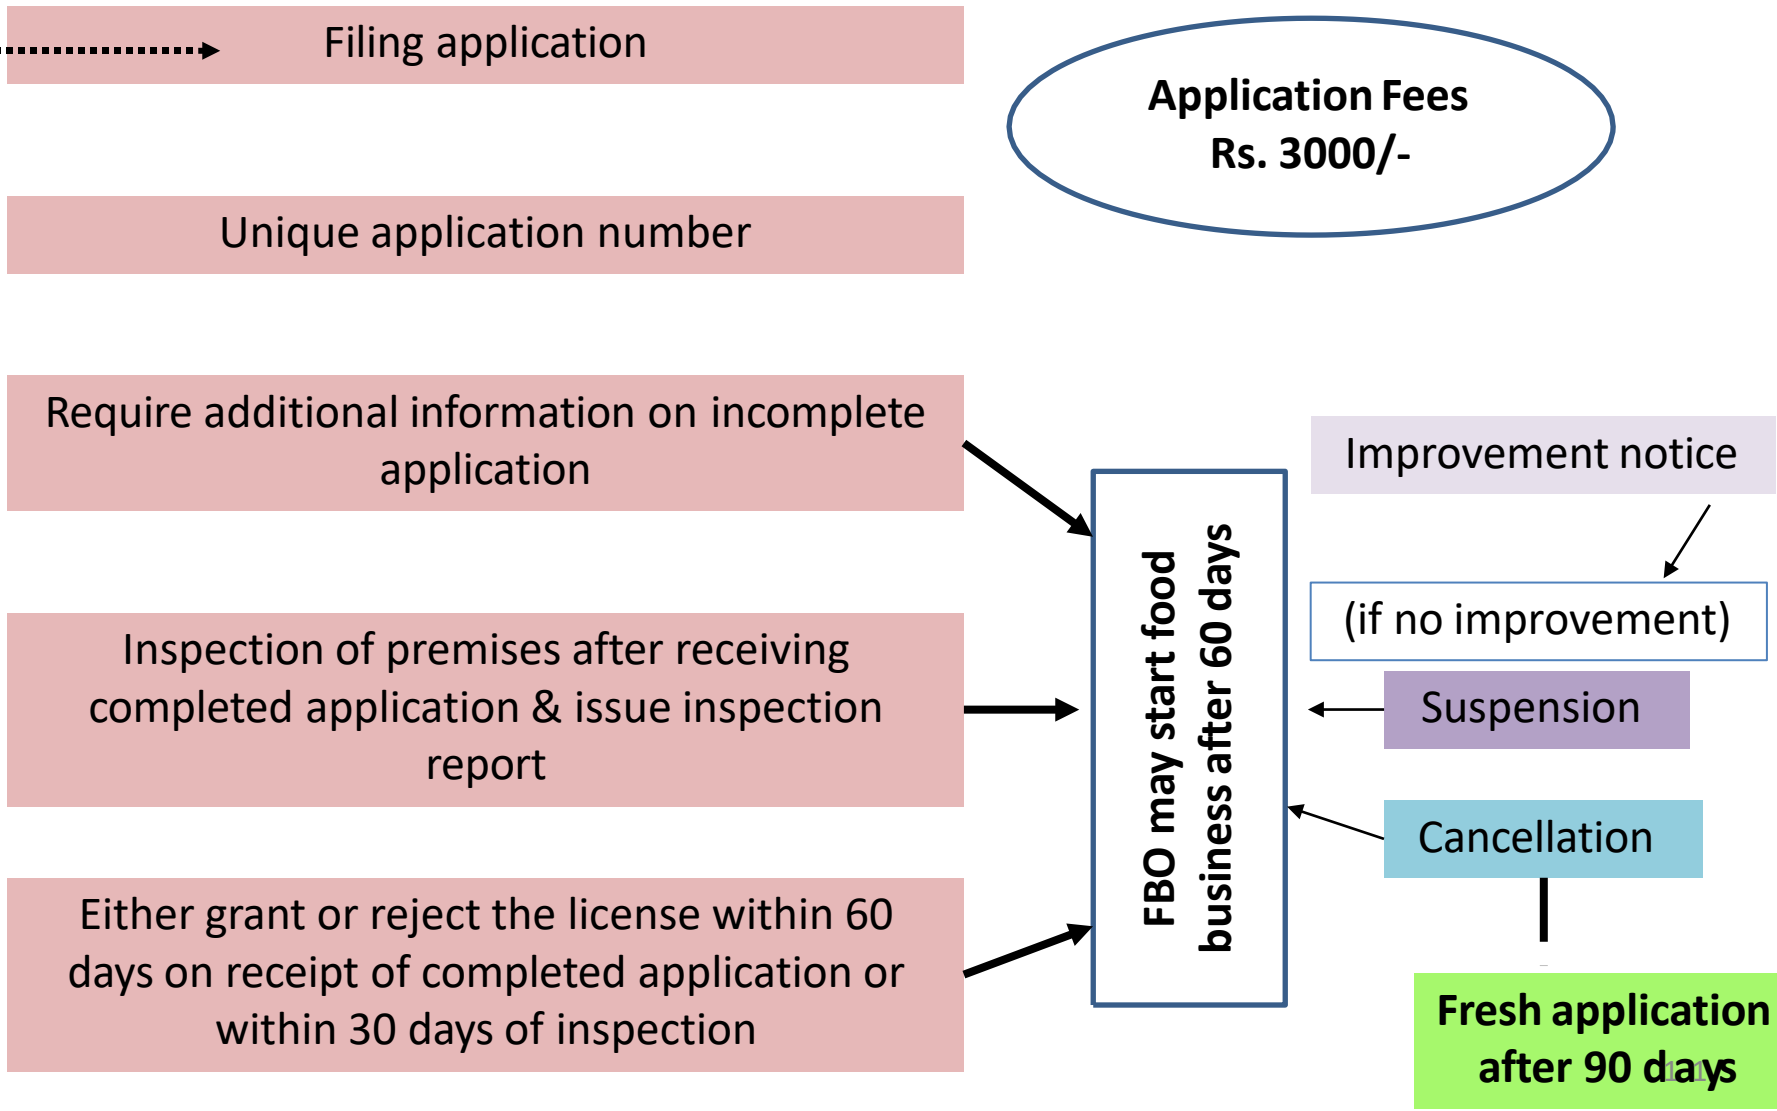 Filing application
Application Fees
Rs. 3000/-
Unique application number
Require additional information on incomplete
application
Inspection of premises after receiving
completed application & issue inspection
report
Either grant or reject the license within 60
days on receipt of completed application or
within 30 days of inspection
FBO may start food
business after 60 days
Improvement notice
(if no improvement)
Suspension
Cancellation
Fresh application
after 90 days